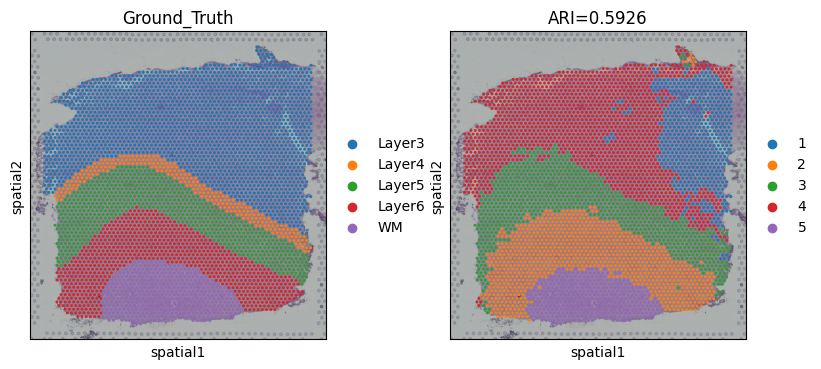 Ground_Truth
spatial2
spatial1
Layer3
Layer4
Layer5
Layer6
WM
ARI=0.5926
spatial2
spatial1
1
2
3
4
5